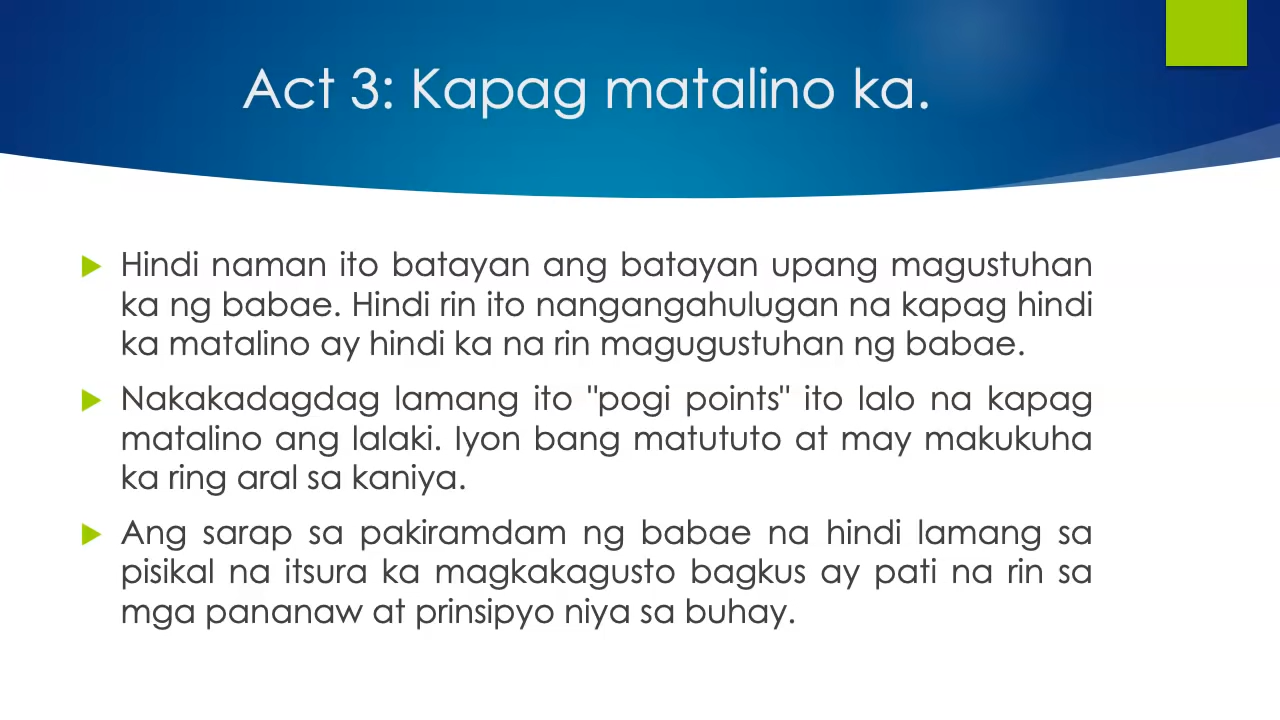 Act 3: Kapag matalino ka.
Hindi naman ito batayan ang batayan upang magustuhan
ka ng babae. Hindi rin ito nangangahulugan na kapag hindi
ka matalino ay hindi ka na rin magugustuhan ng babae.
Nakakadagdag lamang ito "pogi points" ito lalo na kapag
matalino ang lalaki. Iyon bang matututo at may makukuha
ka ring aral sa kaniya.
Ang sarap sa pakiramdam ng babae na hindi lamang sa
pisikal na itsura ka magkakagusto bagkus ay pati na rin sa
mga pananaw at prinsipyo niya sa buhay.